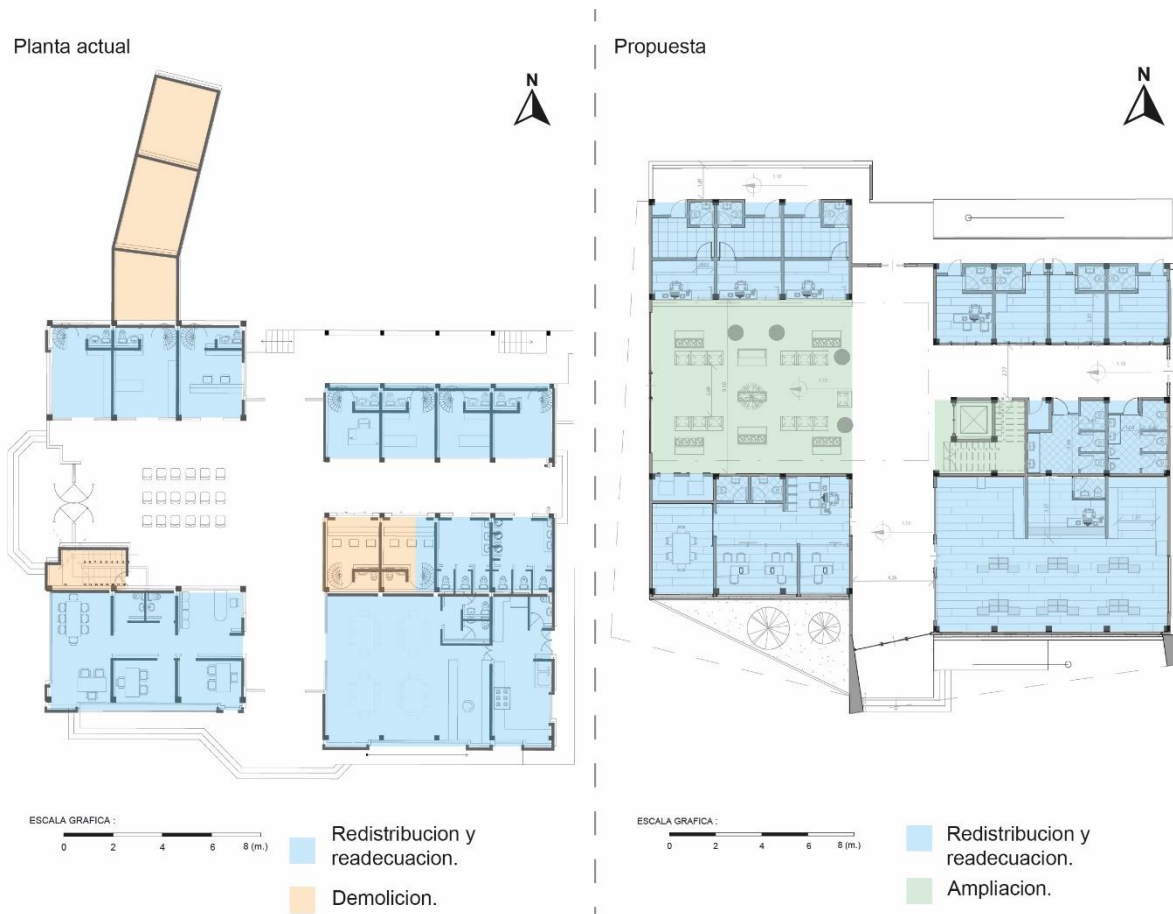 Planta actual
N
ESCALA GRAFICA :
0 2 4 6 8 (m.)
Redistribucion y
readecuacion.
Demolicion.
Propuesta
N
ESCALA GRAFICA :
0 2 4 6 8 (m.)
Redistribucion y
readecuacion.
Ampliacion.